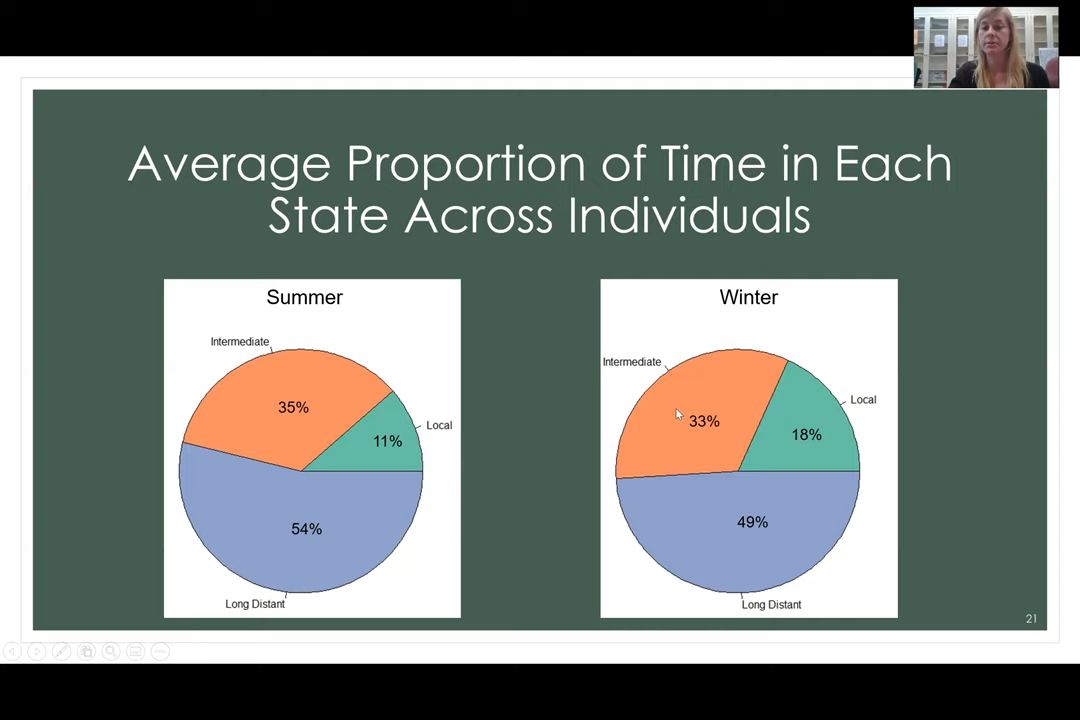 Average Proportion of Time in Each
State Across Individuals
Summer
Intermediate
35%
Local
11%
54%
Long Distant
Winter
Intermediate
33%
Local
18%
49%
Long Distant
21